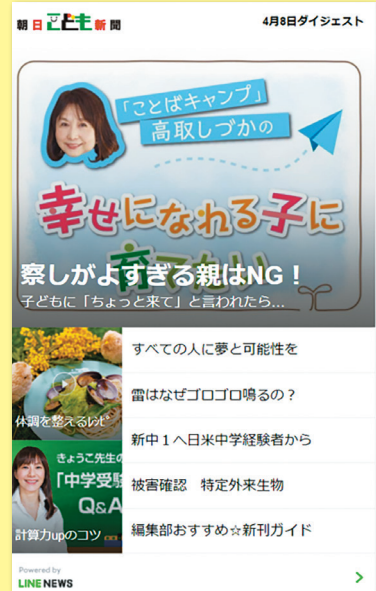 朝日こども新聞
4月8日ダイジェスト
「ことばキャンプ」
高取しづかの
幸せになれる子に
育てたい
察しがよすぎる親はNG！
子どもに「ちょっと来て」と言われたら…
すべての人に夢と可能性を
雷はなぜゴロゴロ鳴るの？
体調を整えるレシピ
新中１へ日米中学経験者から
きょうこ先生の
「中学受験
Q&A
被害確認　特定外来生物
計算力upのコツ
編集部おすすめ☆新刊ガイド
Powered by
LINE NEWS